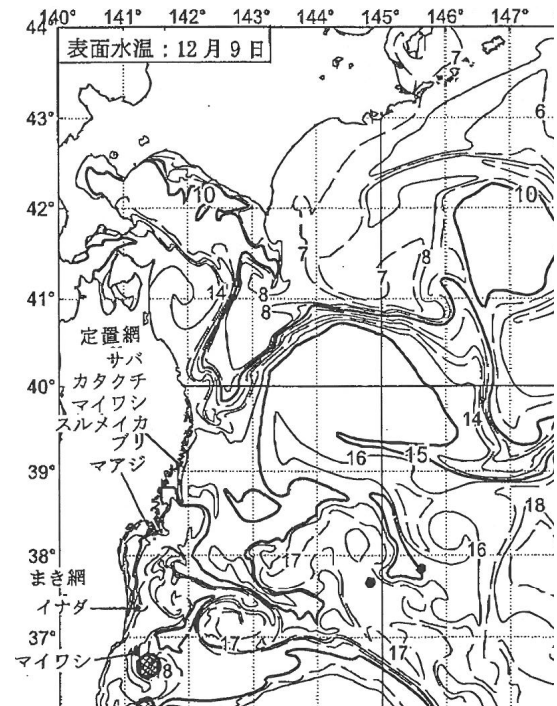 140° 141° 142° 143° 144° 145° 146° 147°
44°
表面水温：12月9日
7
6
43°
10
10
42°
7
7
8
14
8
41°
8
定置網
サバ
カタクチ
40°
マイワシ
14
スルメイカ
ブリ
16
15
マアジ
39°
18
16
38°
17
まき網
イナダ
37°
17
17
マイワシ
8